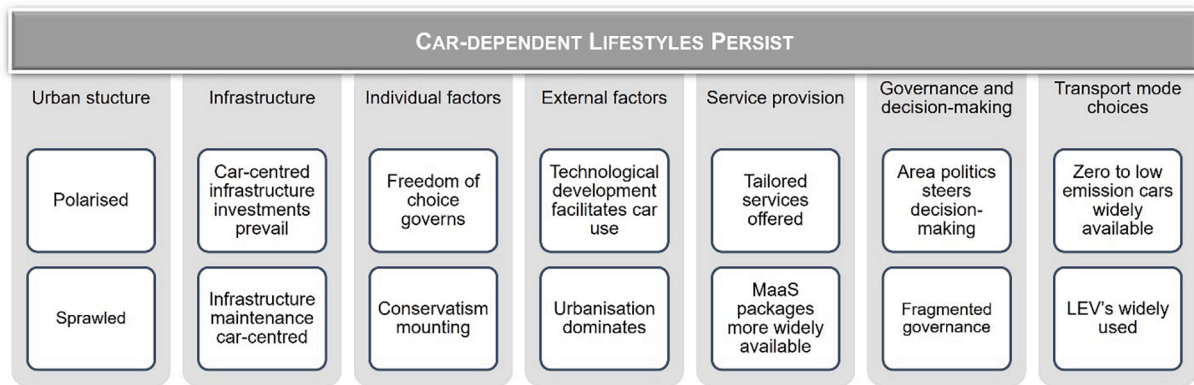 CAR-DEPENDENT LIFESTYLES PERSIST
Urban stucture
Polarised
Sprawled
Infrastructure
Car-centred
infrastructure
investments
prevail
Infrastructure
maintenance
car-centred
Individual factors
Freedom of
choice
governs
Conservatism
mounting
External factors
Technological
development
facilitates car
use
Urbanisation
dominates
Service provision
Tailored
services
offered
MaaS
packages
more widely
available
Governance and
decision-making
Area politics
steers
decision-
making
Fragmented
governance
Transport mode
choices
Zero to low
emission cars
widely
available
LEV's widely
used